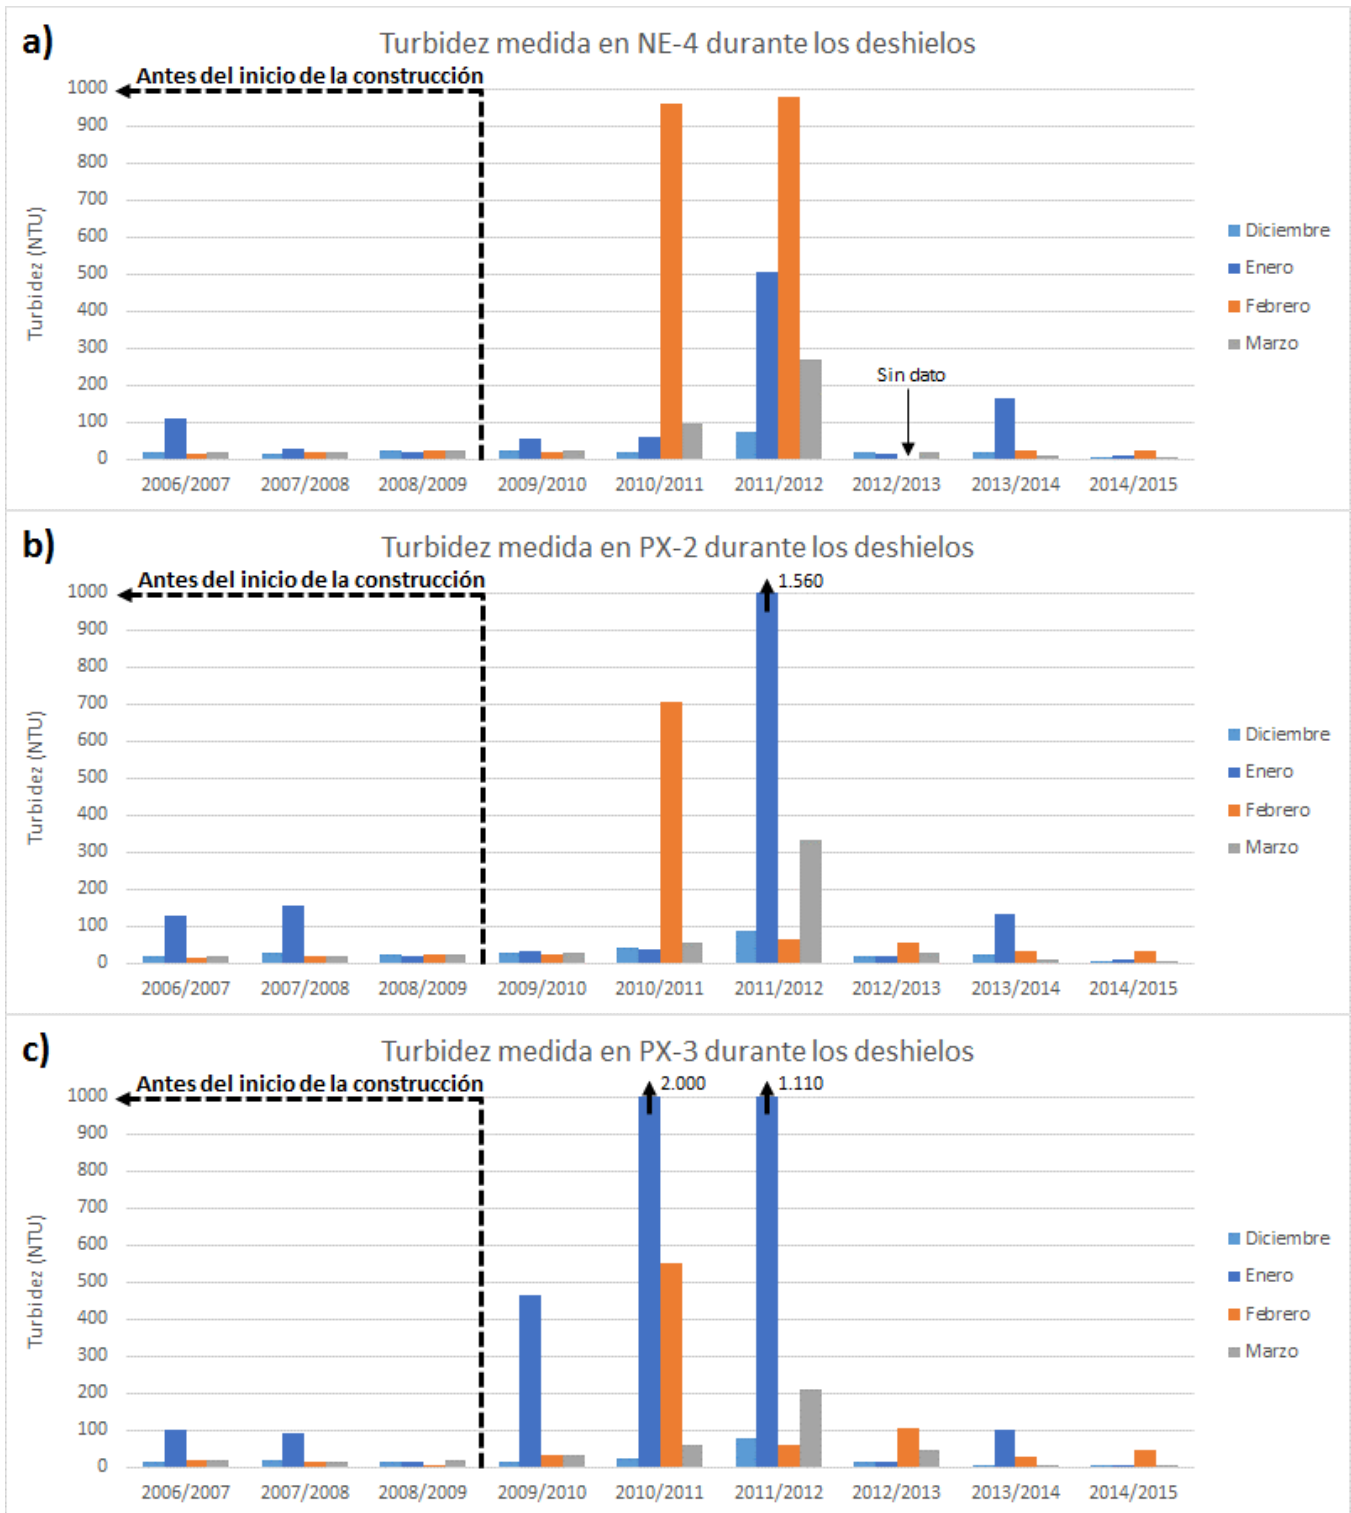 a)
Turbidez medida en NE-4 durante los deshielos
Antes del inicio de la construcción
1000
900
800
700
600
500
400
300
200
100
0
Turbidez (NTU)
Sin dato
2006/2007 2007/2008 2008/2009 2009/2010 2010/2011 2011/2012 2012/2013 2013/2014 2014/2015
Diciembre
Enero
Febrero
Marzo
b)
Turbidez medida en PX-2 durante los deshielos
Antes del inicio de la construcción
1.560
1000
900
800
700
600
500
400
300
200
100
0
Turbidez (NTU)
2006/2007 2007/2008 2008/2009 2009/2010 2010/2011 2011/2012 2012/2013 2013/2014 2014/2015
Diciembre
Enero
Febrero
Marzo
c)
Turbidez medida en PX-3 durante los deshielos
Antes del inicio de la construcción
2.000 1.110
1000
900
800
700
600
500
400
300
200
100
0
Turbidez (NTU)
2006/2007 2007/2008 2008/2009 2009/2010 2010/2011 2011/2012 2012/2013 2013/2014 2014/2015
Diciembre
Enero
Febrero
Marzo